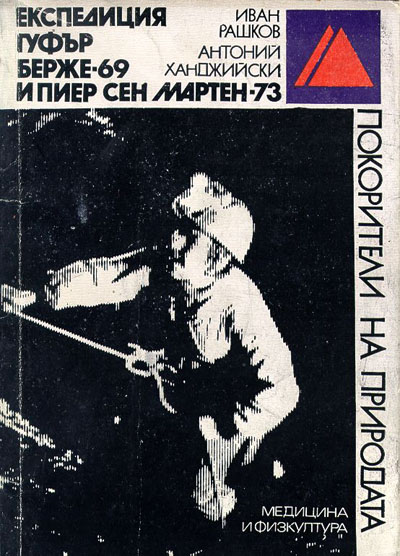 ЕКСПЕДИЦИЯ
ГУФЪР
БЕРЖЕ-69
И ПИЕР СЕН МАРТЕН-73
ИВАН
РАШКОВ
АНТОНИЙ
ХАНДЖИЙСКИ
ПОКОРИТЕЛИ НА ПРИРОДАТА
МЕДИЦИНА
И ФИЗКУЛТУРА